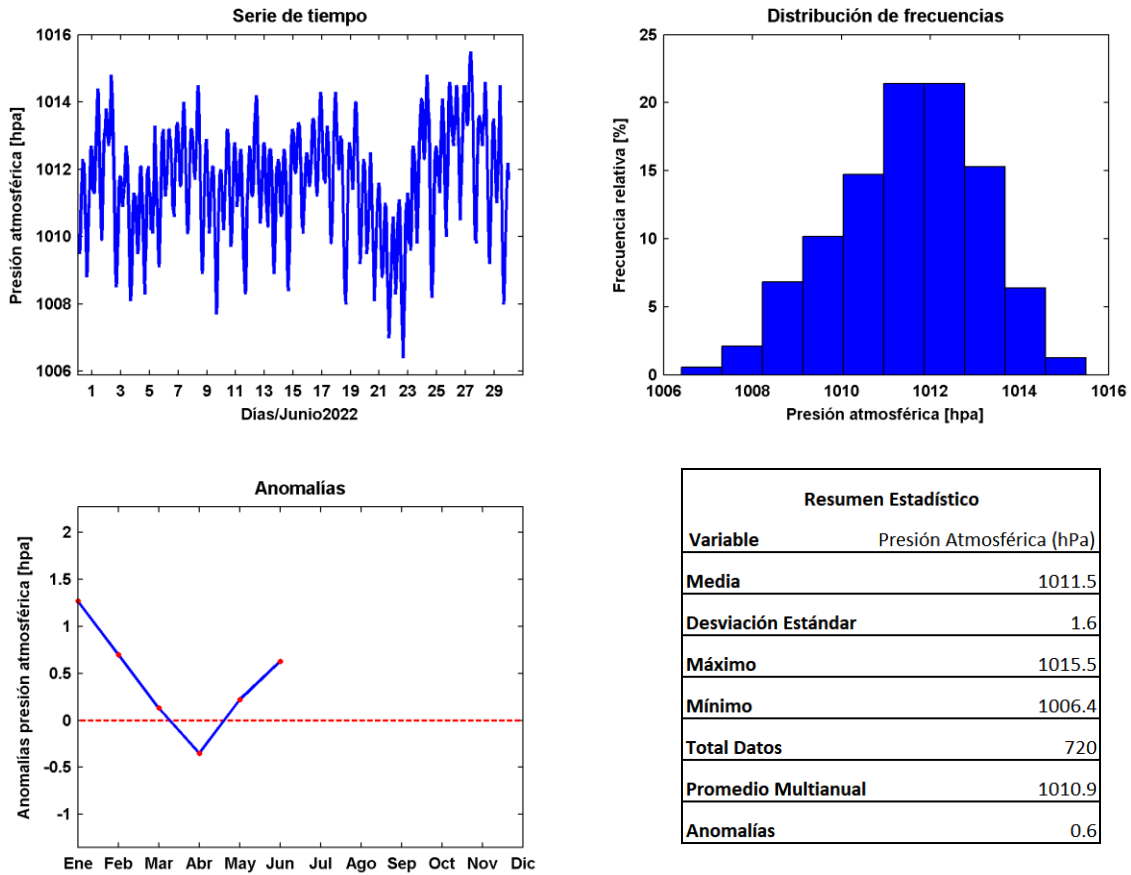 Serie de tiempo
Presión atmosférica [hpa]
1016
1014
1012
1010
1008
1006
1 3 5 7 9 11 13 15 17 19 21 23 25 27 29
Días/Junio2022
Distribución de frecuencias
Frecuencia relativa [%]
25
20
15
10
5
0
1006 1008 1010 1012 1014 1016
Presión atmosférica [hpa]
Anomalías
Anomalías presión atmosférica [hpa]
2
1.5
1
0.5
0
-0.5
-1
Ene Feb Mar Abr May Jun Jul Ago Sep Oct Nov Dic
Resumen Estadístico
Variable Presión Atmosférica (hPa)
Media 1011.5
Desviación Estándar 1.6
Máximo 1015.5
Mínimo 1006.4
Total Datos 720
Promedio Multianual 1010.9
Anomalías 0.6